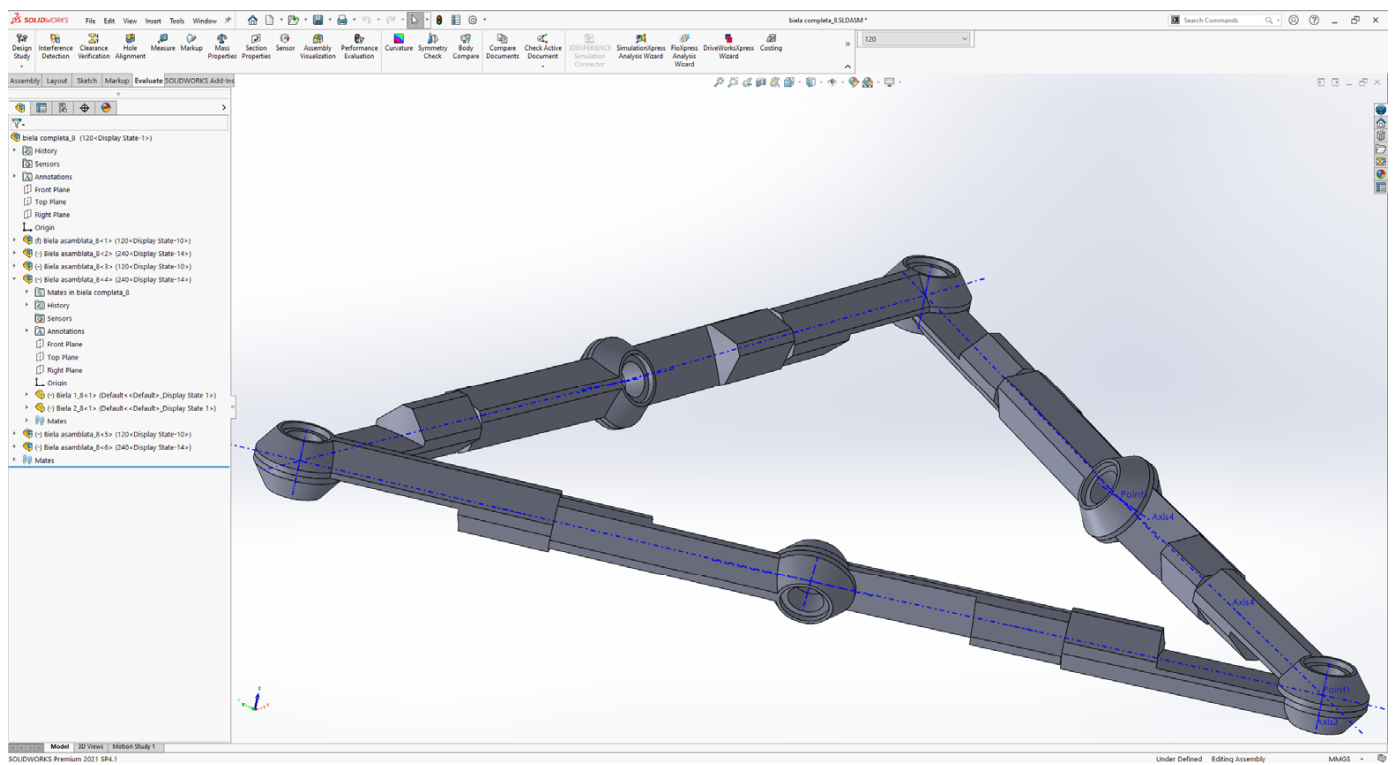 SOLIDWORKS File Edit View Insert Tools Window biela completa_8.SLDASM * Search Commands
Design Study Interference Detection Clearance Verification Hole Alignment Measure Markup Mass Properties Section Properties Sensor Assembly Visualization Performance Evaluation Curvature Symmetry Check Body Compare Compare Documents Check Active Document 3DEXPERIENCE Simulation Connector SimulationXpress Analysis Wizard FloXpress Analysis Wizard DriveWorksXpress Wizard Costing 120
Assembly Layout Sketch Markup Evaluate SOLIDWORKS Add-Ins
biela completa_8 (120<Display State-1>)
History
Sensors
Annotations
Front Plane
Top Plane
Right Plane
Origin
(f) Biela asamblata_8<1> (120<Display State-10>)
(-) Biela asamblata_8<2> (240<Display State-14>)
(-) Biela asamblata_8<3> (120<Display State-10>)
(-) Biela asamblata_8<4> (240<Display State-14>)
Mates in biela completa_8
History
Sensors
Annotations
Front Plane
Top Plane
Right Plane
Origin
(-) Biela 1_8<1> (Default<<Default>_Display State 1>)
(-) Biela 2_8<1> (Default<<Default>_Display State 1>)
Mates
(-) Biela asamblata_8<5> (120<Display State-10>)
(-) Biela asamblata_8<6> (240<Display State-14>)
Mates
Axis4
Axis4
Point1
Axis3
Model 3D Views Motion Study 1
SOLIDWORKS Premium 2021 SP4.1 Under Defined Editing Assembly MMGS